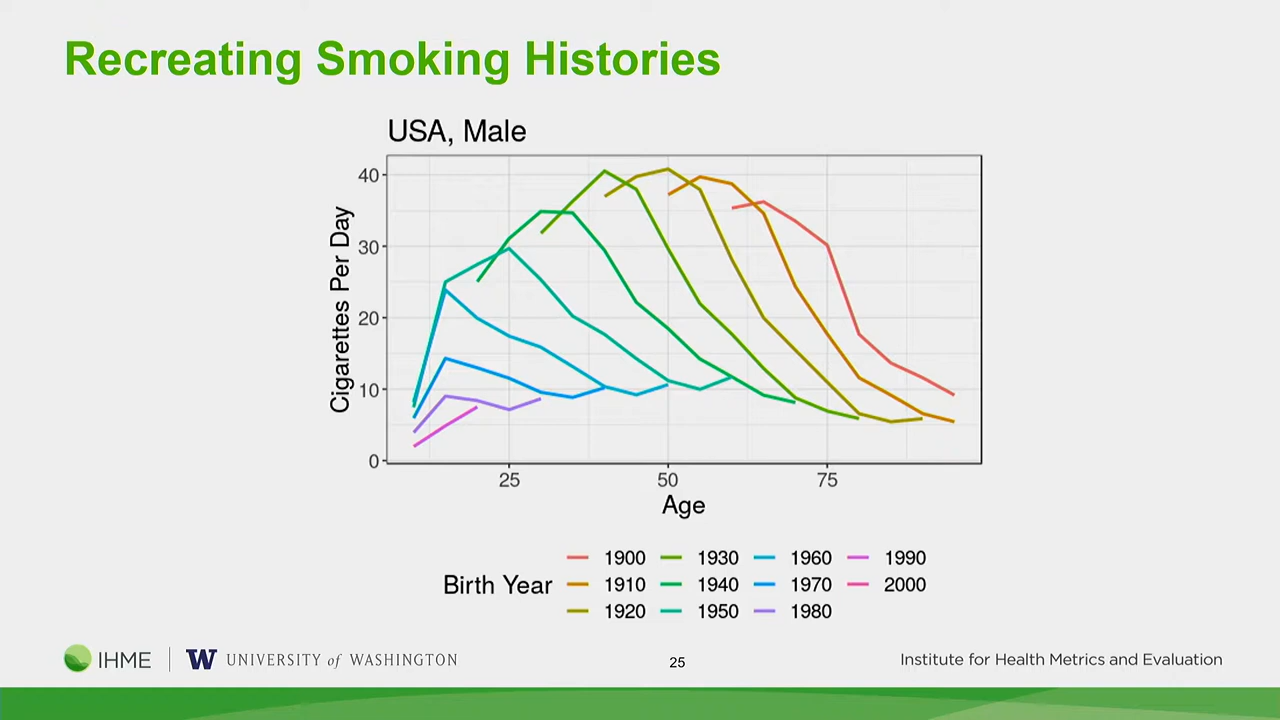 Recreating Smoking Histories
USA, Male
Cigarettes Per Day
40
30
20
10
0
25
50
75
Age
Birth Year
1900
1930
1960
1990
1910
1940
1970
2000
1920
1950
1980
IHME
W
UNIVERSITY of WASHINGTON
25
Institute for Health Metrics and Evaluation